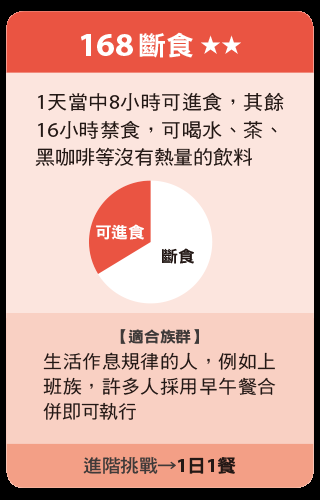 168斷食 ★★
1天當中8小時可進食，其餘
16小時禁食，可喝水、茶、
黑咖啡等沒有熱量的飲料
可進食
斷食
【適合族群】
生活作息規律的人，例如上
班族，許多人採用早午餐合
併即可執行
進階挑戰→1日1餐